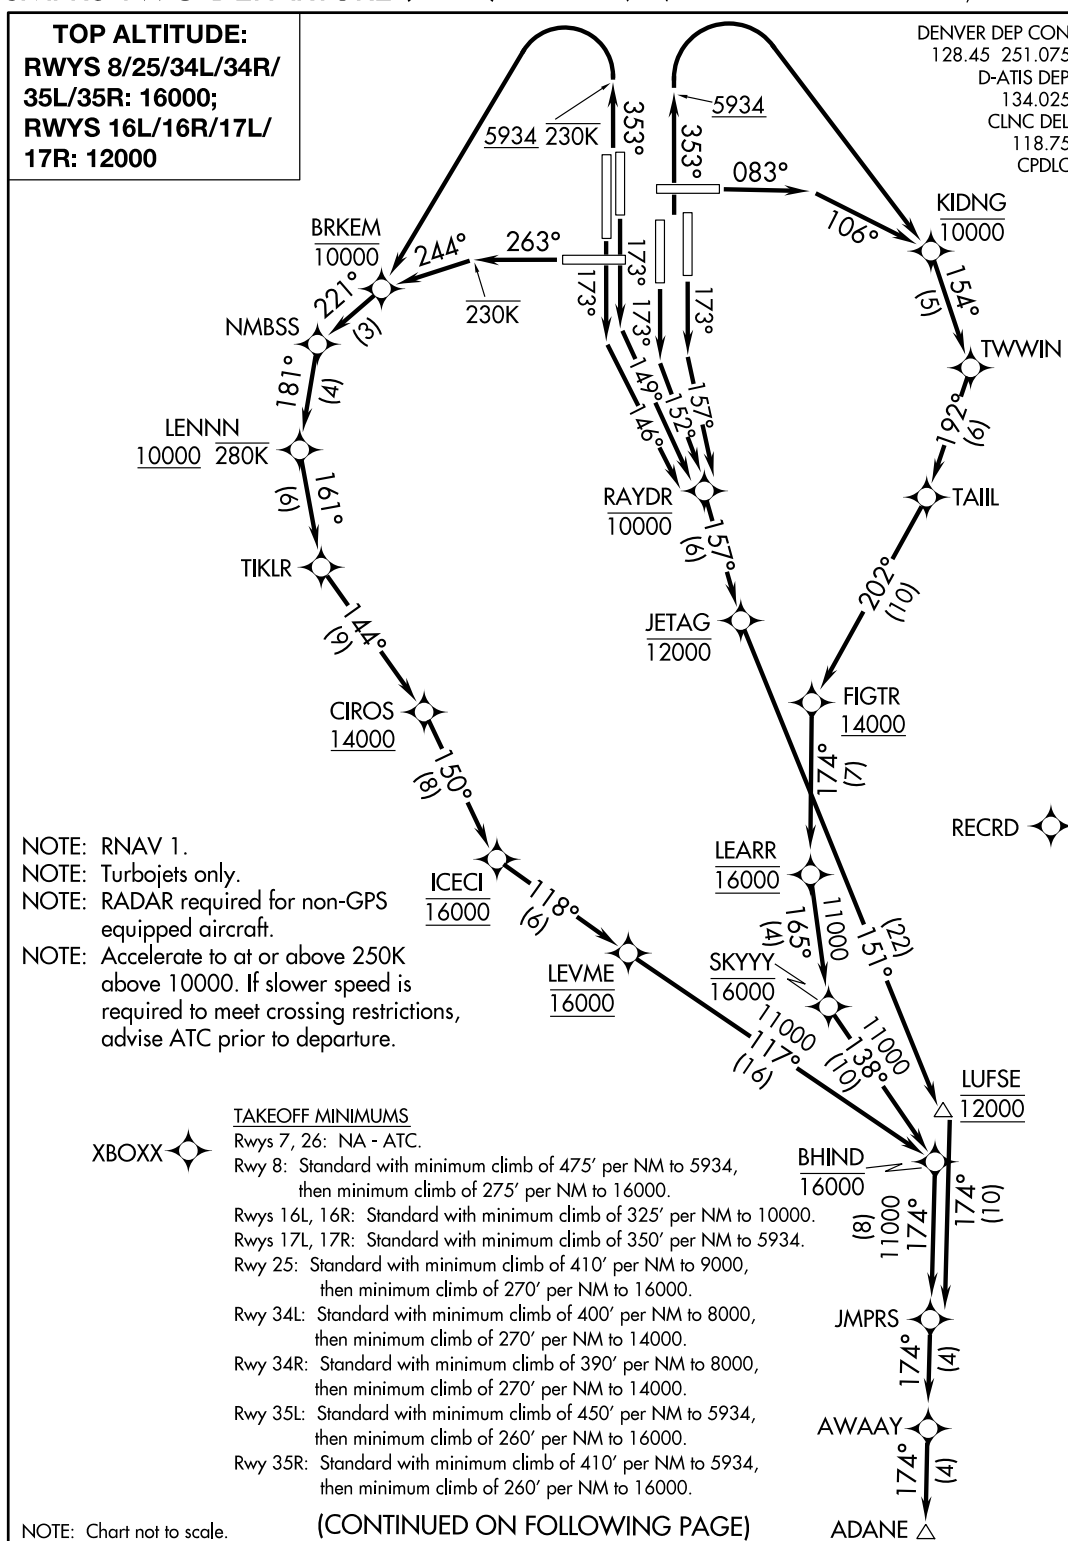 TOP ALTITUDE:
RWYS 8/25/34L/34R/
35L/35R: 16000;
RWYS 16L/16R/17L/
17R: 12000
DENVER DEP CON
128.45 251.075
D-ATIS DEP
134.025
CLNC DEL
118.75
CPDLC
5934 230K
353°
353°
5934
083°
106°
KIDNG
10000
BRKEM
10000
244°
263°
230K
221°
(3)
173°
173°
173°
173°
154°
(5)
NMBSS
TWWIN
181°
(4)
149°
146°
152°
157°
192°
(6)
LENNN
10000 280K
161°
(6)
RAYDR
10000
TAIIL
157°
(6)
TIKLR
202°
(10)
144°
(9)
JETAG
12000
CIROS
14000
FIGTR
14000
150°
(8)
174°
(7)
RECRD
NOTE: RNAV 1.
NOTE: Turbojets only.
NOTE: RADAR required for non-GPS
equipped aircraft.
NOTE: Accelerate to at or above 250K
above 10000. If slower speed is
required to meet crossing restrictions,
advise ATC prior to departure.
ICECI
16000
LEARR
16000
118°
(6)
11000
165°
(4)
(22)
151°
LEVME
16000
SKYYY
16000
11000
117°
(16)
11000
138°
(10)
LUFSE
12000
XBOXX
BHIND
16000
174°
11000
(8)
174°
(10)
TAKEOFF MINIMUMS
Rwys 7, 26: NA - ATC.
Rwy 8: Standard with minimum climb of 475' per NM to 5934,
then minimum climb of 275' per NM to 16000.
Rwys 16L, 16R: Standard with minimum climb of 325' per NM to 10000.
Rwys 17L, 17R: Standard with minimum climb of 350' per NM to 5934.
Rwy 25: Standard with minimum climb of 410' per NM to 9000,
then minimum climb of 270' per NM to 16000.
Rwy 34L: Standard with minimum climb of 400' per NM to 8000,
then minimum climb of 270' per NM to 14000.
Rwy 34R: Standard with minimum climb of 390' per NM to 8000,
then minimum climb of 270' per NM to 14000.
Rwy 35L: Standard with minimum climb of 450' per NM to 5934,
then minimum climb of 260' per NM to 16000.
Rwy 35R: Standard with minimum climb of 410' per NM to 5934,
then minimum climb of 260' per NM to 16000.
JMPRS
174°
(4)
AWAAY
174°
(4)
ADANE
NOTE: Chart not to scale.
(CONTINUED ON FOLLOWING PAGE)